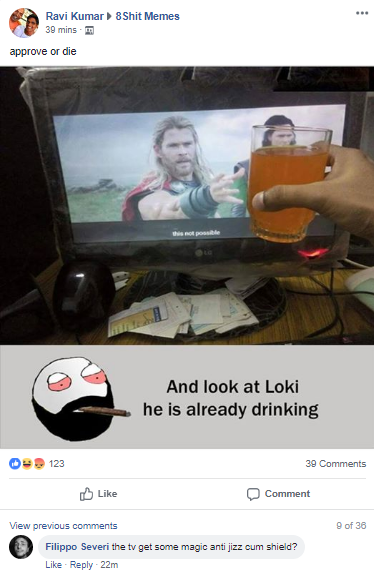 Ravi Kumar 8Shit Memes
39 mins ·
approve or die
this not possible
LG
And look at Loki
he is already drinking
123 39 Comments
Like Comment
View previous comments 9 of 36
Filippo Severi the tv get some magic anti jizz cum shield?
Like · Reply · 22m